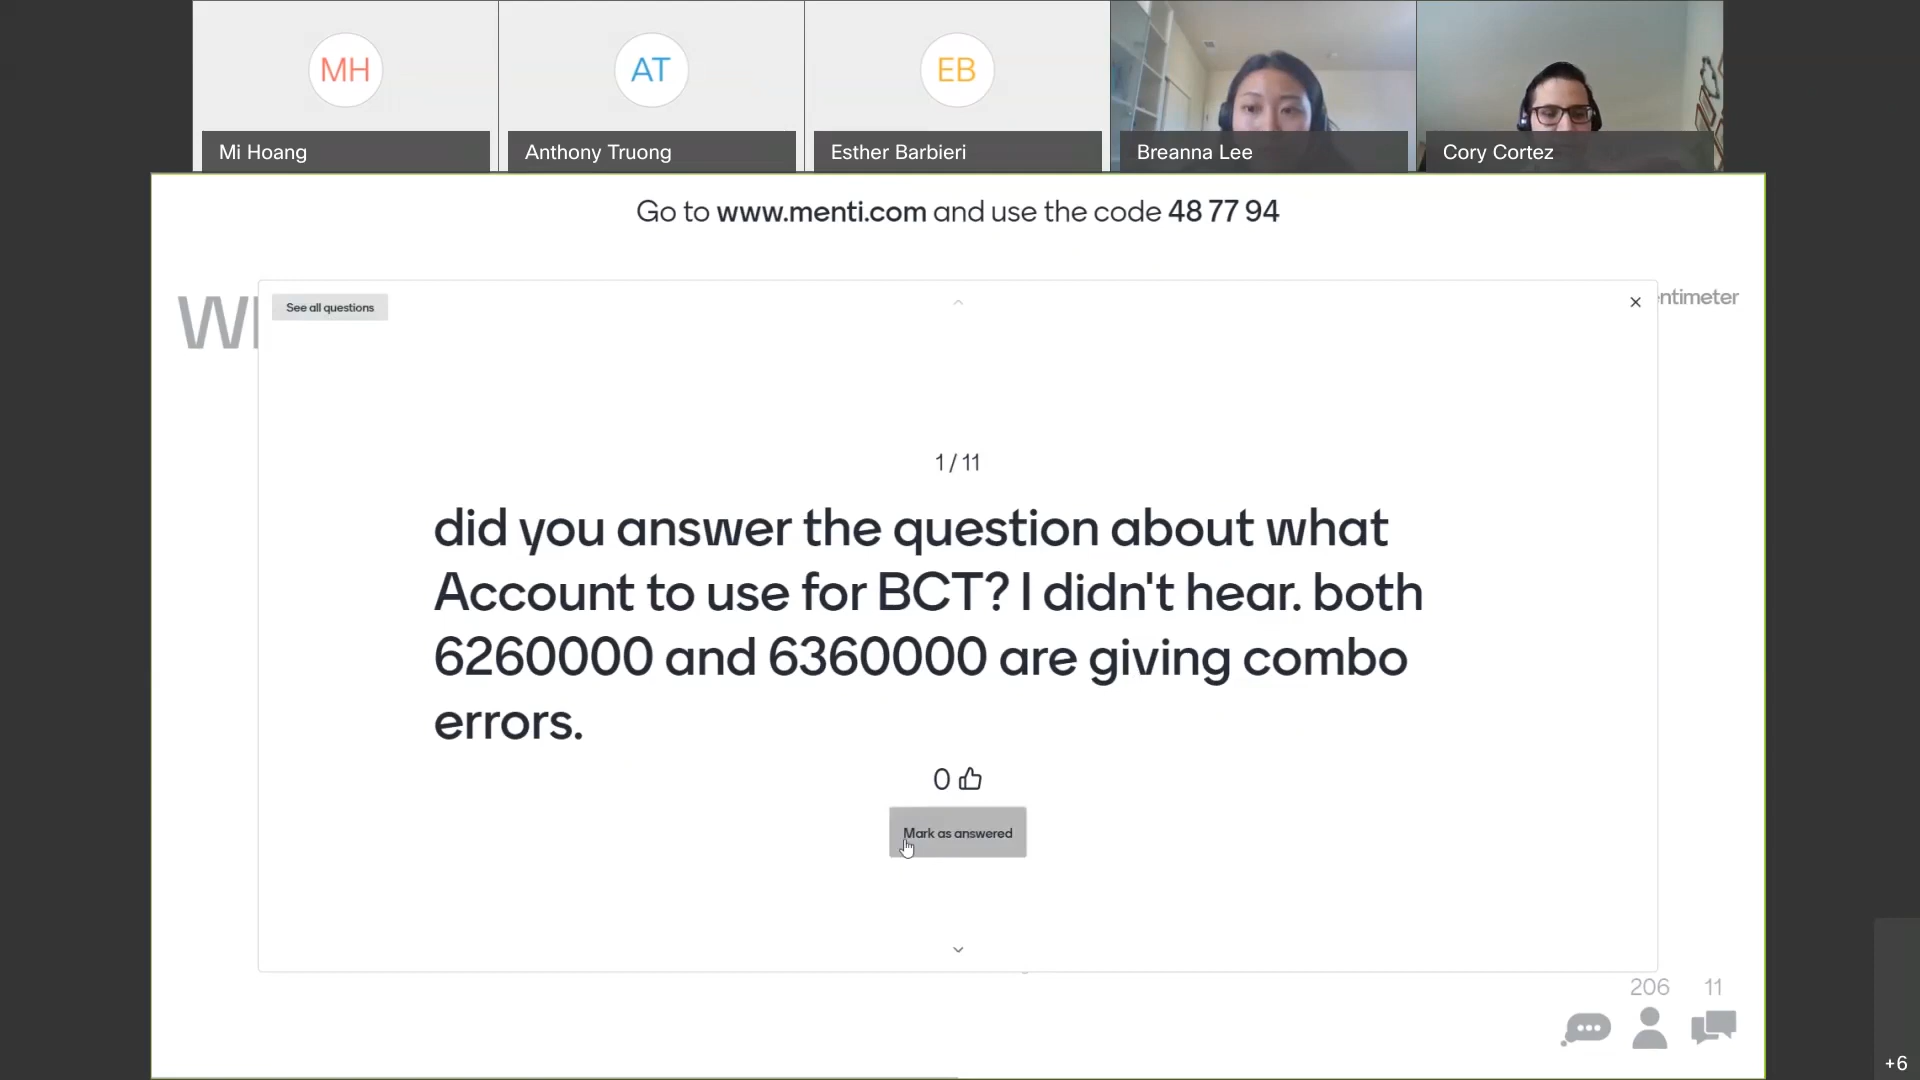 MH
AT
EB
Mi Hoang
Anthony Truong
Esther Barbieri
Breanna Lee
Cory Cortez
Go to www.menti.com and use the code 48 77 94
See all questions
W
ntimeter
1 / 11
did you answer the question about what
Account to use for BCT? I didn't hear. both
6260000 and 6360000 are giving combo
errors.
0
Mark as answered
206
11
+6